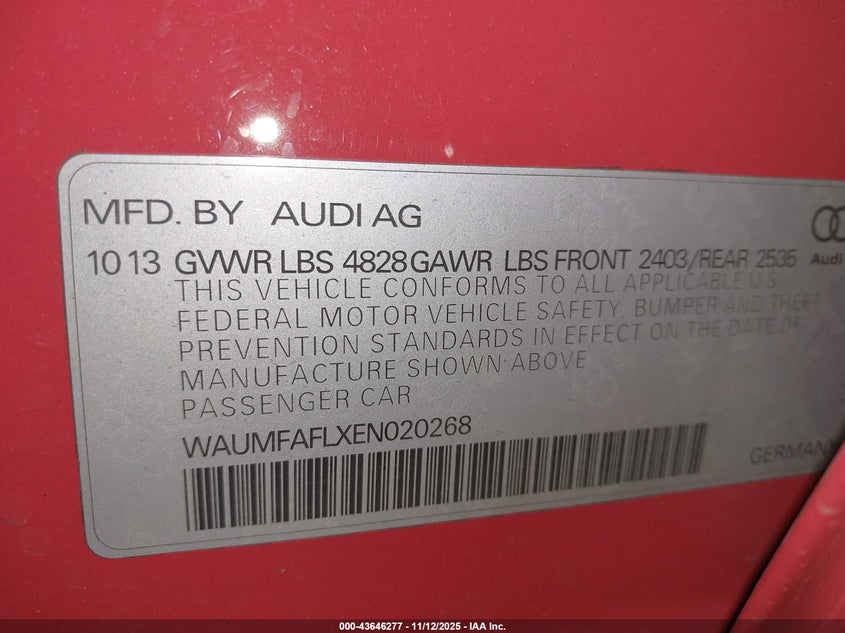 MFD. BY AUDI AG
10 13 GVWR LBS 4828 GAWR LBS FRONT 2403/REAR 2535
Audi
THIS VEHICLE CONFORMS TO ALL APPLICABLE U.S.
FEDERAL MOTOR VEHICLE SAFETY, BUMPER AND THEFT
PREVENTION STANDARDS IN EFFECT ON THE DATE OF
MANUFACTURE SHOWN ABOVE
PASSENGER CAR
WAUMFAFLXEN020268
GERMANY
000-43646277 - 11/12/2025 - IAA Inc.